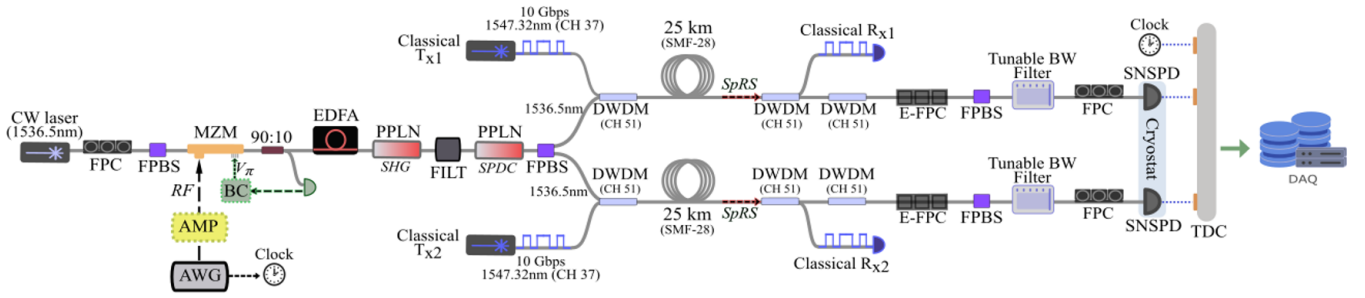 CW laser
(1536.5nm)
FPC
FPBS
MZM
RF
Vπ
BC
AMP
AWG
Clock
90:10
EDFA
PPLN
SHG
FILT
PPLN
SPDC
FPBS
10 Gbps
1547.32nm (CH 37)
Classical
Tx1
1536.5nm
DWDM
(CH 51)
25 km
(SMF-28)
SpRS
Classical Rx1
DWDM
(CH 51)
DWDM
(CH 51)
E-FPC
FPBS
Tunable BW
Filter
FPC
Clock
SNSPD
1536.5nm
DWDM
(CH 51)
Classical
Tx2
10 Gbps
1547.32nm (CH 37)
25 km
(SMF-28)
SpRS
DWDM
(CH 51)
DWDM
(CH 51)
Classical Rx2
E-FPC
FPBS
Tunable BW
Filter
FPC
Cryostat
SNSPD
TDC
DAQ